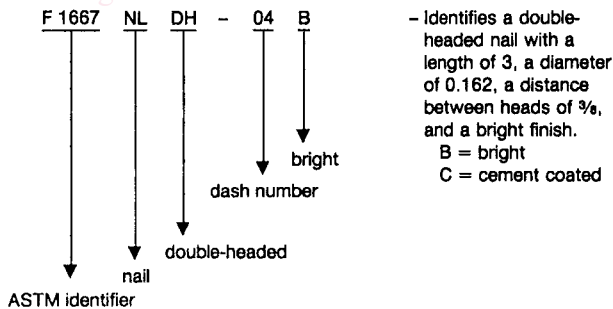 F 1667 NL DH - 04 B
bright
dash number
double-headed
nail
ASTM identifier
– Identifies a double-
headed nail with a
length of 3, a diameter
of 0.162, a distance
between heads of ⅜,
and a bright finish.
B = bright
C = cement coated